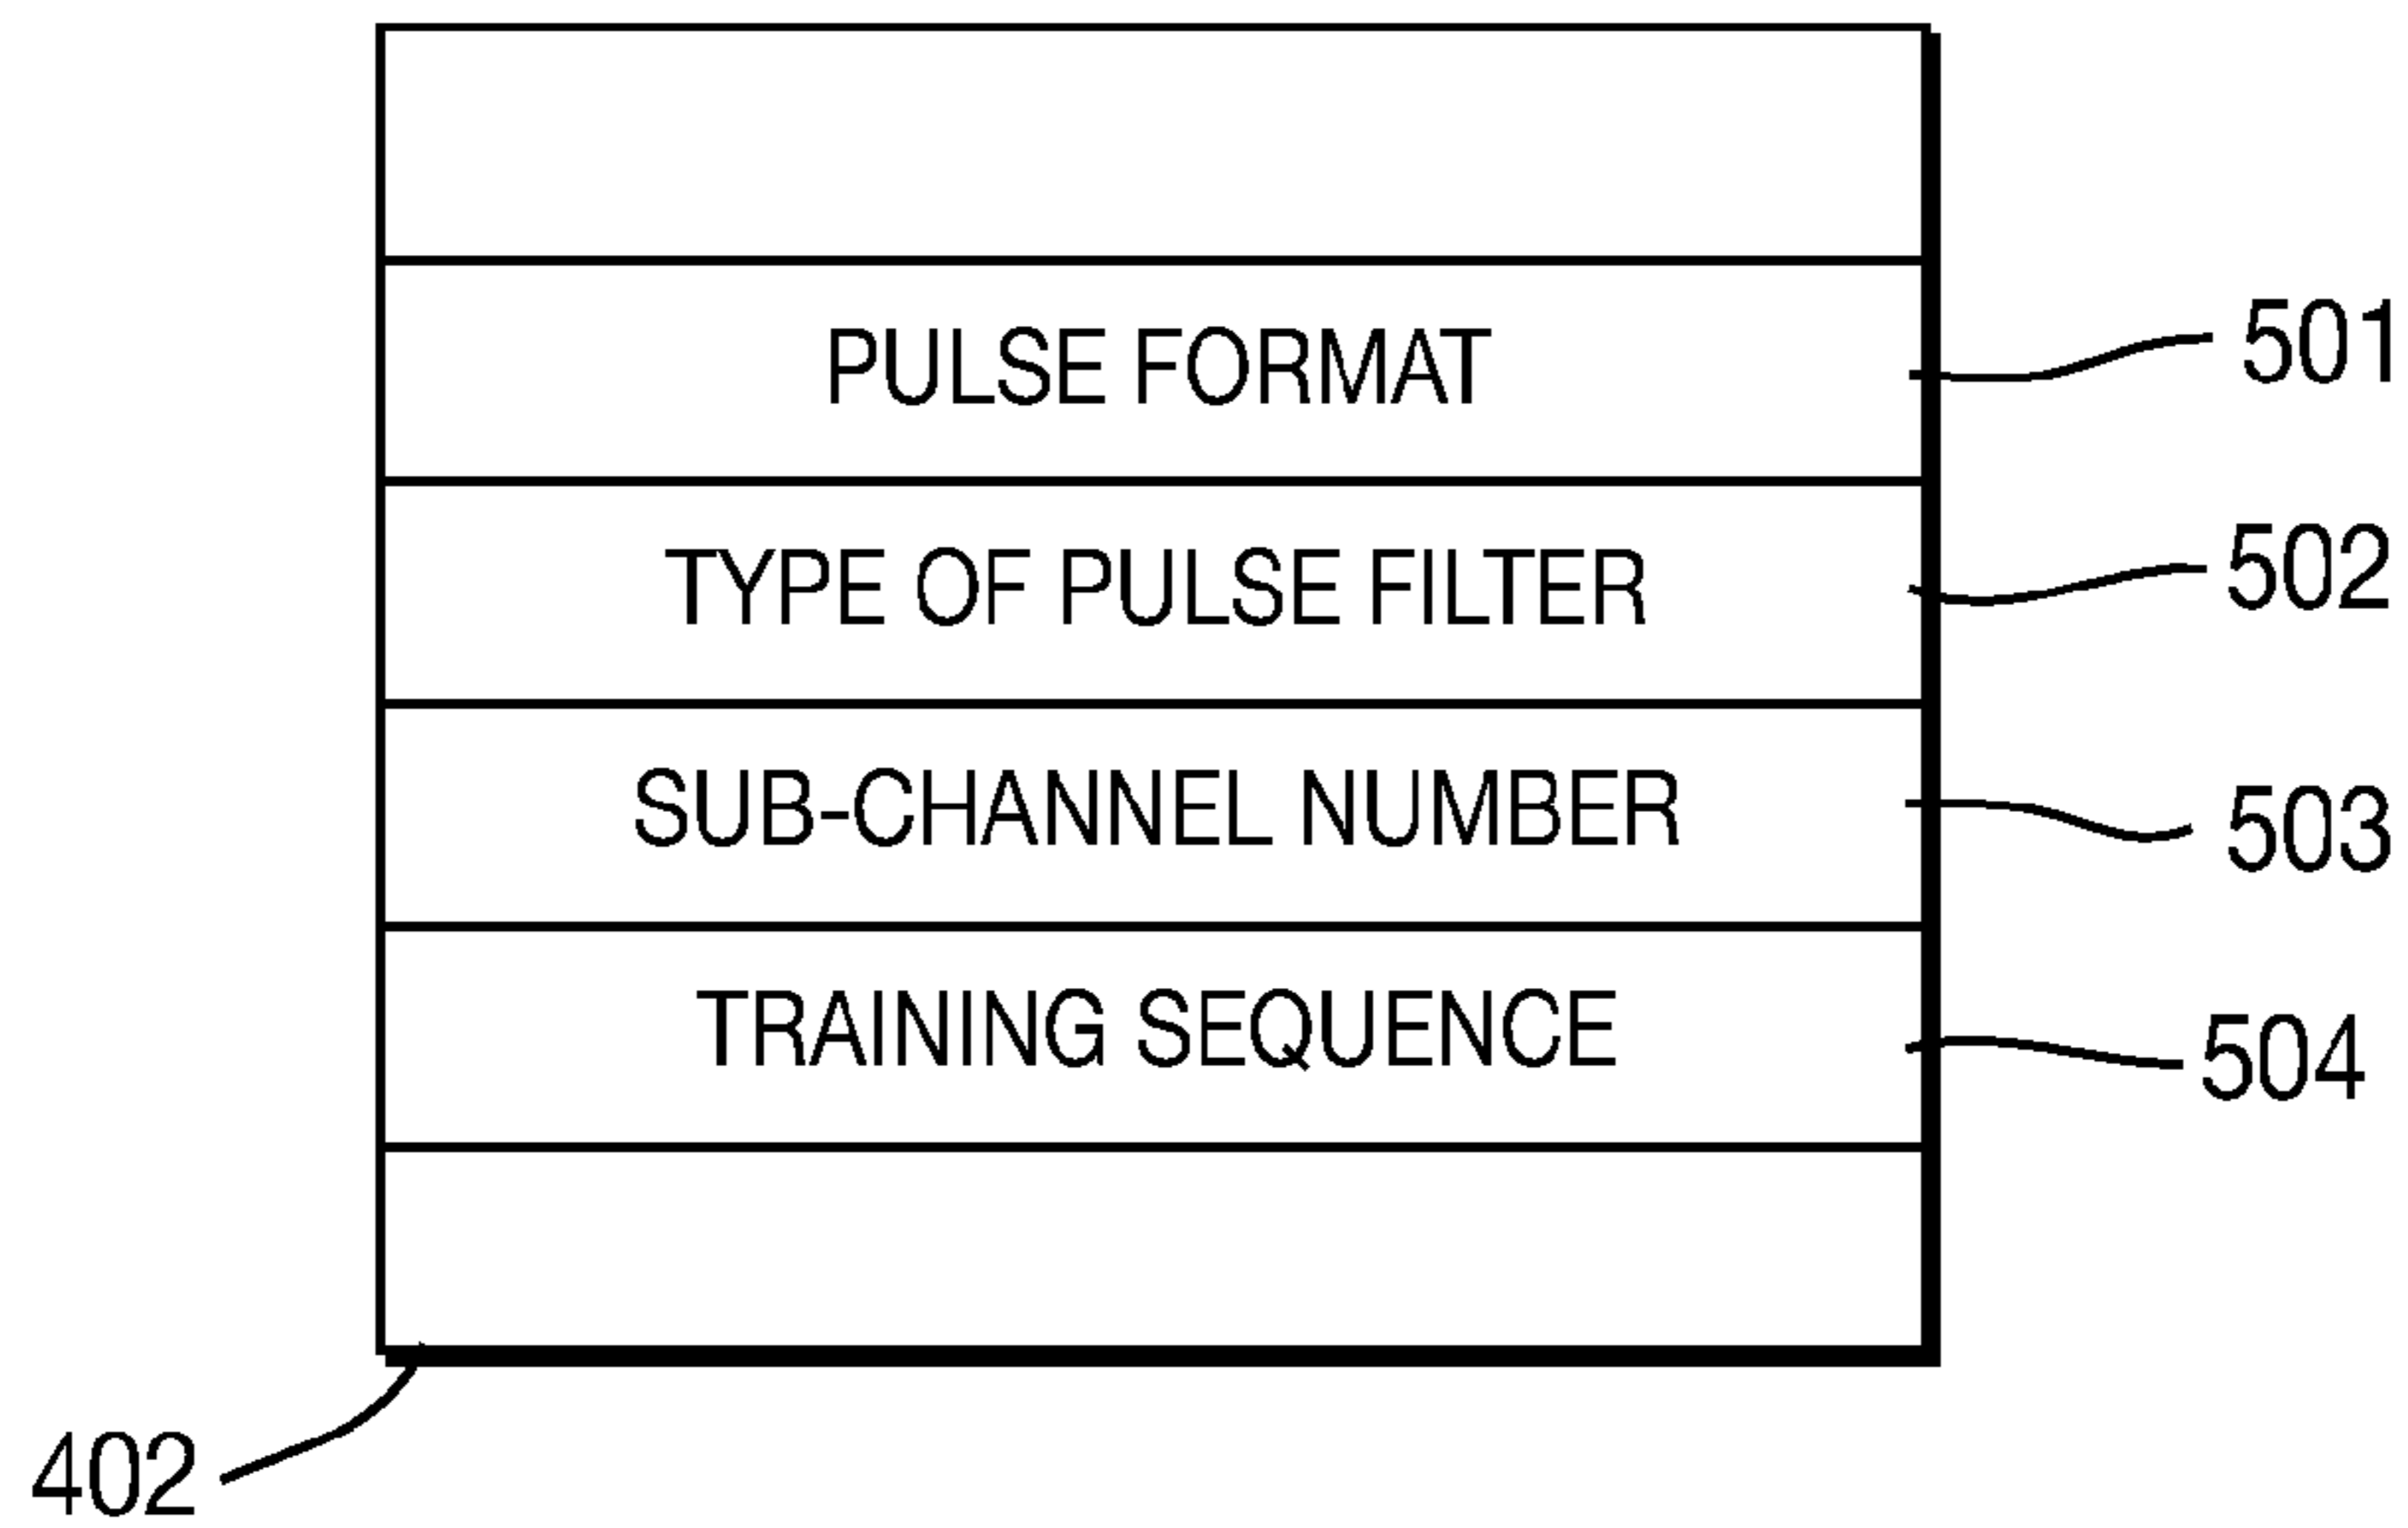 PULSE FORMAT
501
TYPE OF PULSE FILTER
502
SUB-CHANNEL NUMBER
503
TRAINING SEQUENCE
504
402